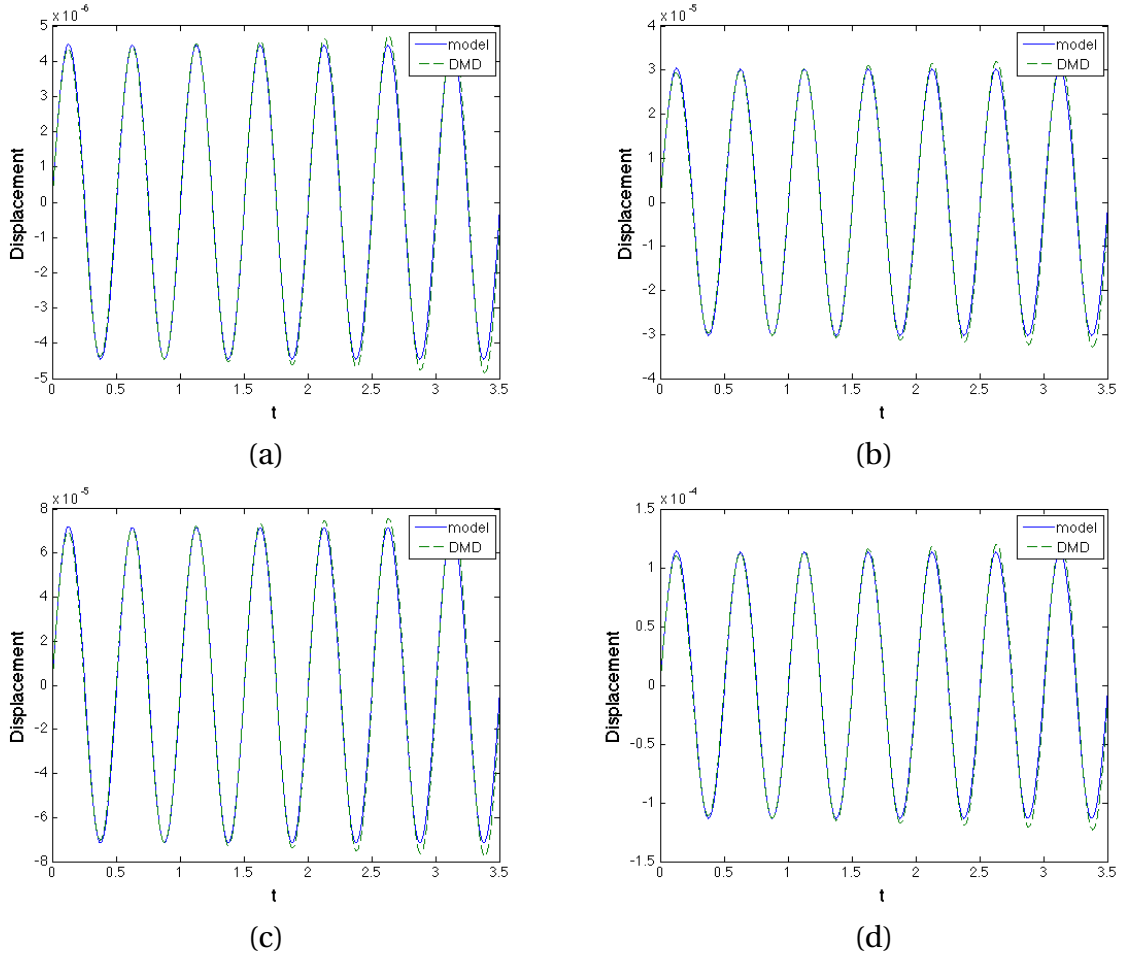 x 10^-6
5
4
3
2
1
0
-1
-2
-3
-4
-5
Displacement
0 0.5 1 1.5 2 2.5 3 3.5
t
model
DMD
(a)
x 10^-5
4
3
2
1
0
-1
-2
-3
-4
Displacement
0 0.5 1 1.5 2 2.5 3 3.5
t
model
DMD
(b)
x 10^-5
8
6
4
2
0
-2
-4
-6
-8
Displacement
0 0.5 1 1.5 2 2.5 3 3.5
t
model
DMD
(c)
x 10^-4
1.5
1
0.5
0
-0.5
-1
-1.5
Displacement
0 0.5 1 1.5 2 2.5 3 3.5
t
model
DMD
(d)